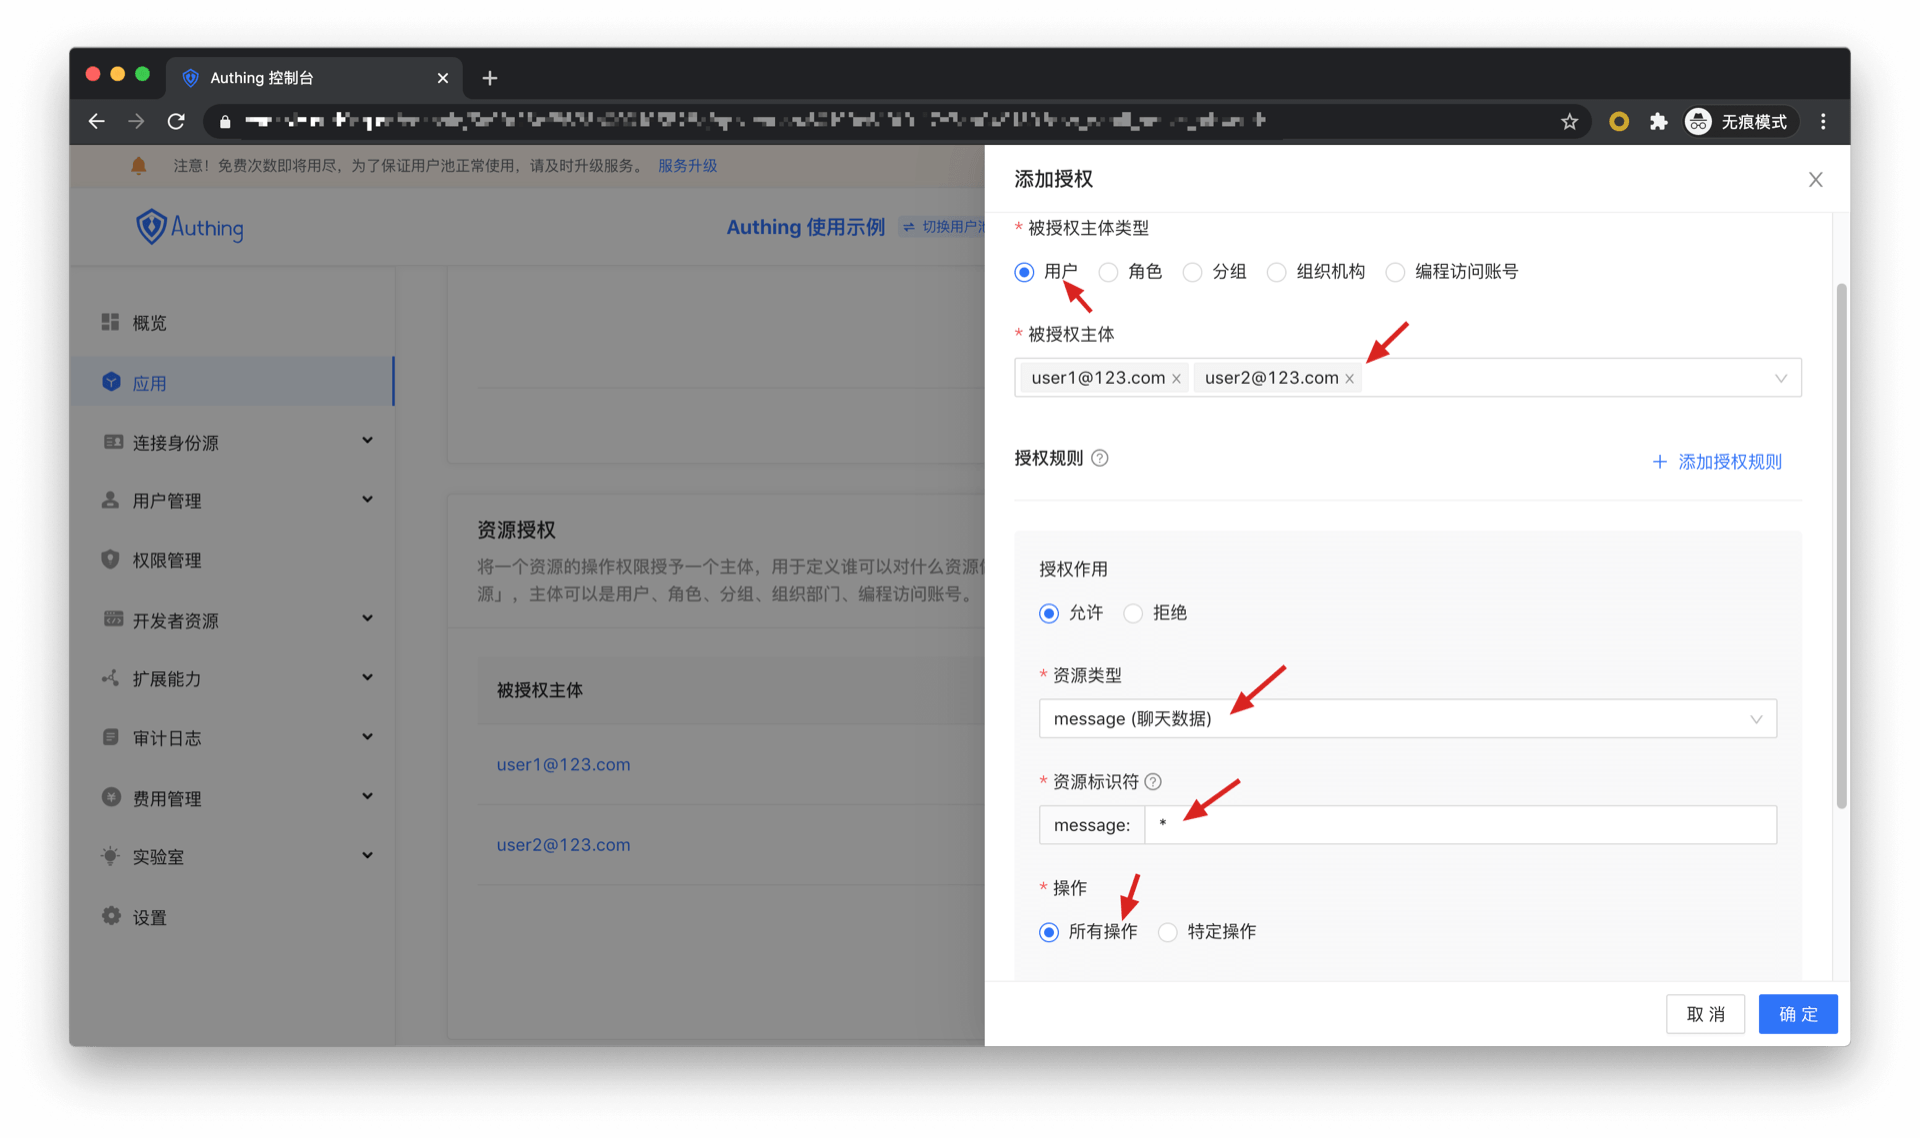 Authing 控制台
无痕模式
注意！免费次数即将用尽，为了保证用户池正常使用，请及时升级服务。 服务升级
Authing
Authing 使用示例 切换用户池
概览
应用
连接身份源
用户管理
权限管理
开发者资源
扩展能力
审计日志
费用管理
实验室
设置
资源授权
将一个资源的操作权限授予一个主体，用于定义谁可以对什么资源
源」，主体可以是用户、角色、分组、组织部门、编程访问账号。
被授权主体
user1@123.com
user2@123.com
添加授权
* 被授权主体类型
用户 角色 分组 组织机构 编程访问账号
* 被授权主体
user1@123.com user2@123.com
授权规则 ?
+ 添加授权规则
授权作用
允许 拒绝
* 资源类型
message (聊天数据)
* 资源标识符 ?
message: *
* 操作
所有操作 特定操作
取 消 确 定